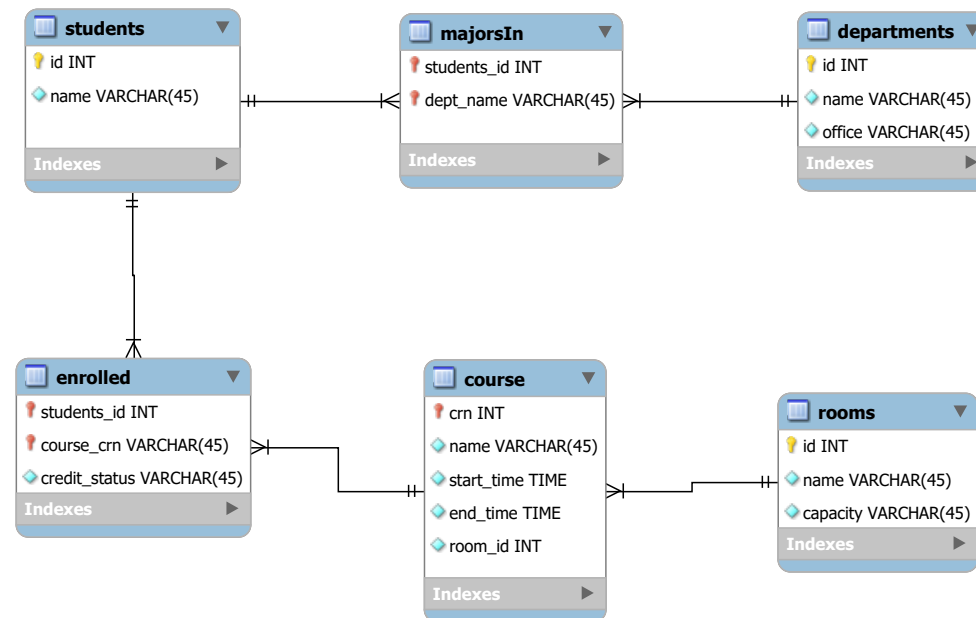 students
id INT
name VARCHAR(45)
Indexes
majorsIn
students_id INT
dept_name VARCHAR(45)
Indexes
departments
id INT
name VARCHAR(45)
office VARCHAR(45)
Indexes
enrolled
students_id INT
course_crn VARCHAR(45)
credit_status VARCHAR(45)
Indexes
course
crn INT
name VARCHAR(45)
start_time TIME
end_time TIME
room_id INT
Indexes
rooms
id INT
name VARCHAR(45)
capacity VARCHAR(45)
Indexes